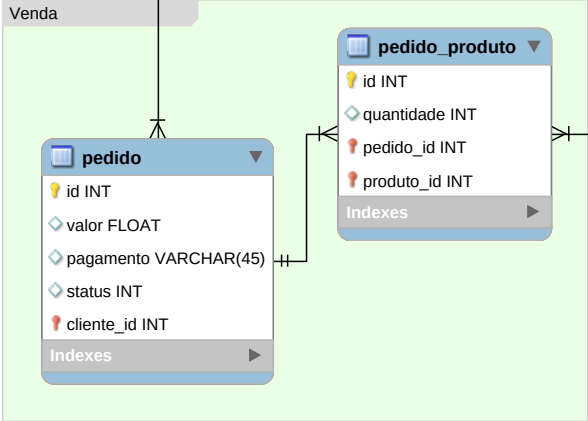 Venda
pedido_produto
id INT
quantidade INT
pedido_id INT
produto_id INT
Indexes
pedido
id INT
valor FLOAT
pagamento VARCHAR(45)
status INT
cliente_id INT
Indexes